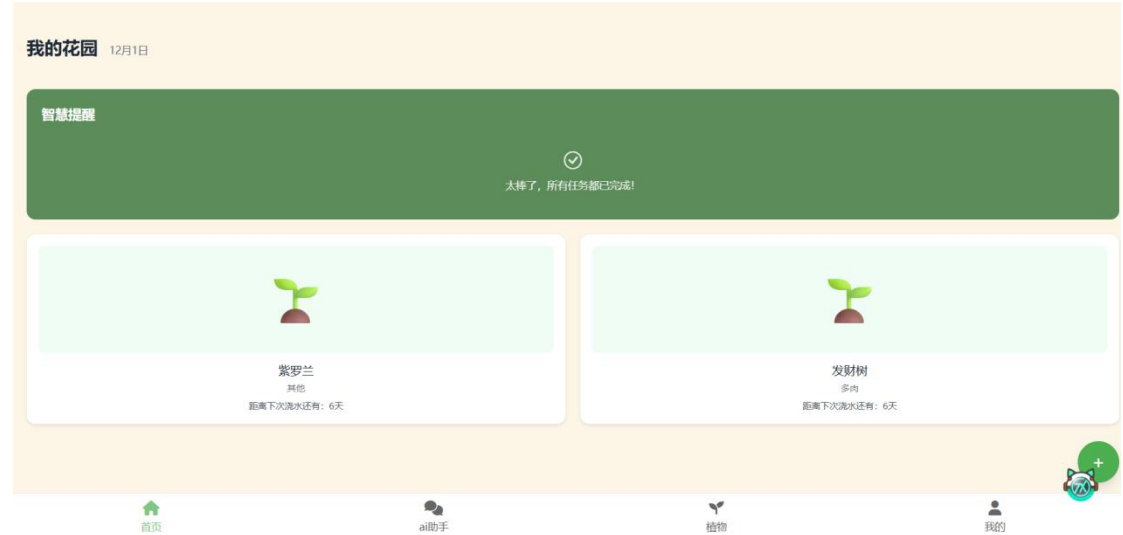 我的花园 12月1日
智慧提醒
太棒了，所有任务都已完成！
紫罗兰
其他
距离下次浇水还有：6天
发财树
多肉
距离下次浇水还有：6天
+
首页
ai助手
植物
我的